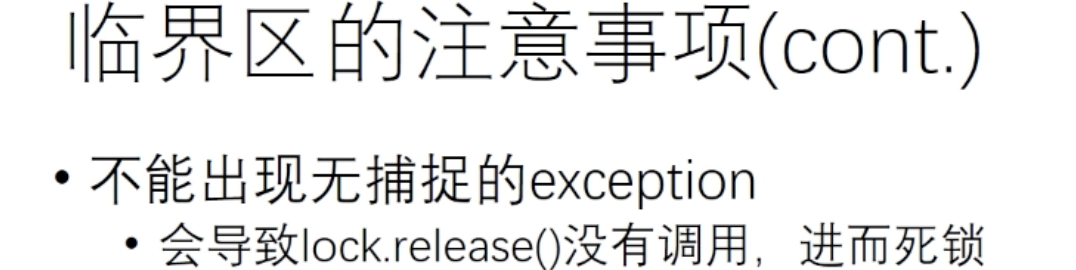 临界区的注意事项(cont.)
• 不能出现无捕捉的exception
• 会导致lock.release()没有调用，进而死锁